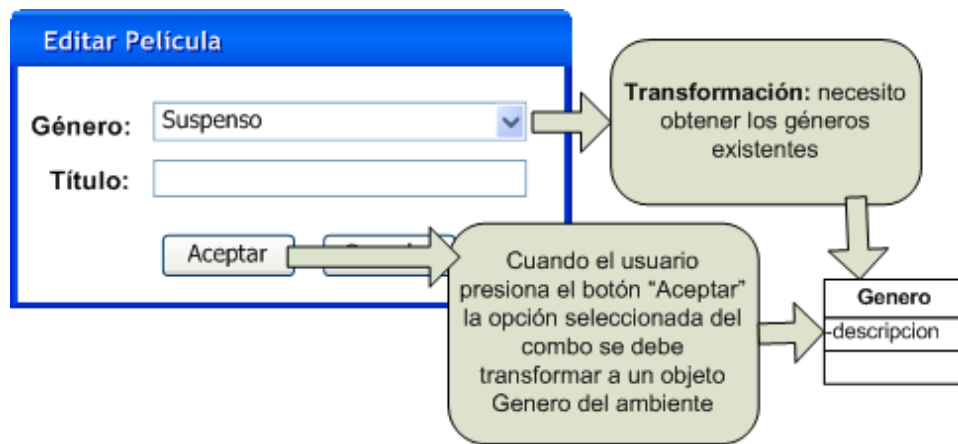 Editar Película
Género:
Suspenso
Título:
Aceptar
Transformación: necesito
obtener los géneros
existentes
Cuando el usuario
presiona el botón “Aceptar”
la opción seleccionada del
combo se debe
transformar a un objeto
Genero del ambiente
Genero
-descripcion